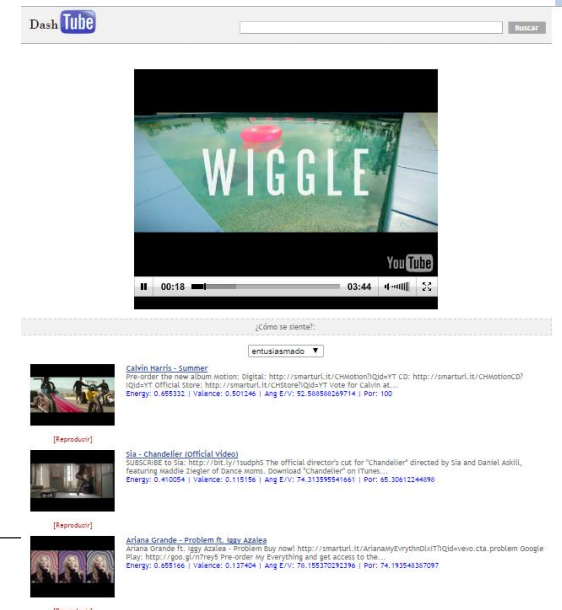 Dash Tube
Buscar
WIGGLE
YouTube
00:18 03:44
¿Cómo se siente?:
entusiasmado ▼
Calvin Harris - Summer
Pre-order the new album Motion: Digital: http://smarturl.it/CHMotion?IQid=YT CD: http://smarturl.it/CHMotionCD?
IQid=YT Official Store: http://smarturl.it/CHStore?IQid=YT Vote for Calvin at...
Energy: 0.655332 | Valence: 0.501246 | Ang E/V: 52.588588269714 | Por: 100
[Reproducir]
Sia - Chandelier (Official Video)
SUBSCRIBE to Sia: http://bit.ly/1sudphS The official director's cut for "Chandelier" directed by Sia and Daniel Askill,
featuring Maddie Ziegler of Dance Moms. Download "Chandelier" on iTunes...
Energy: 0.410054 | Valence: 0.115156 | Ang E/V: 74.313595541661 | Por: 65.30612244898
[Reproducir]
Ariana Grande - Problem ft. Iggy Azalea
Ariana Grande ft. Iggy Azalea - Problem Buy now! http://smarturl.it/ArianaMyEvrythnDlxIT?IQid=vevo.cta.problem Google
Play: http://goo.gl/n7rey5 Pre-order My Everything and get access to the...
Energy: 0.655166 | Valence: 0.137404 | Ang E/V: 78.155370292396 | Por: 74.193548387097